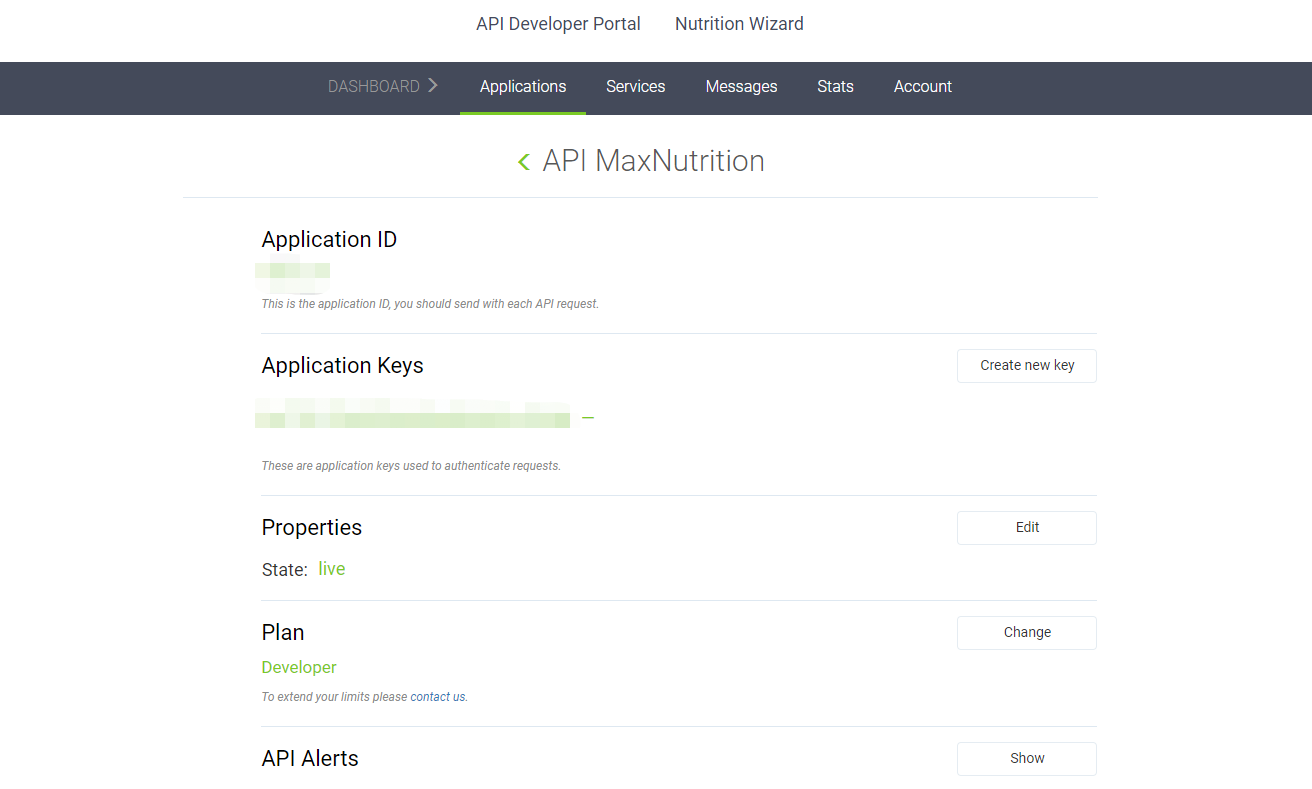 API Developer Portal Nutrition Wizard
DASHBOARD Applications Services Messages Stats Account
API MaxNutrition
Application ID
This is the application ID, you should send with each API request.
Application Keys Create new key
These are application keys used to authenticate requests.
Properties Edit
State: live
Plan Change
Developer
To extend your limits please contact us.
API Alerts Show